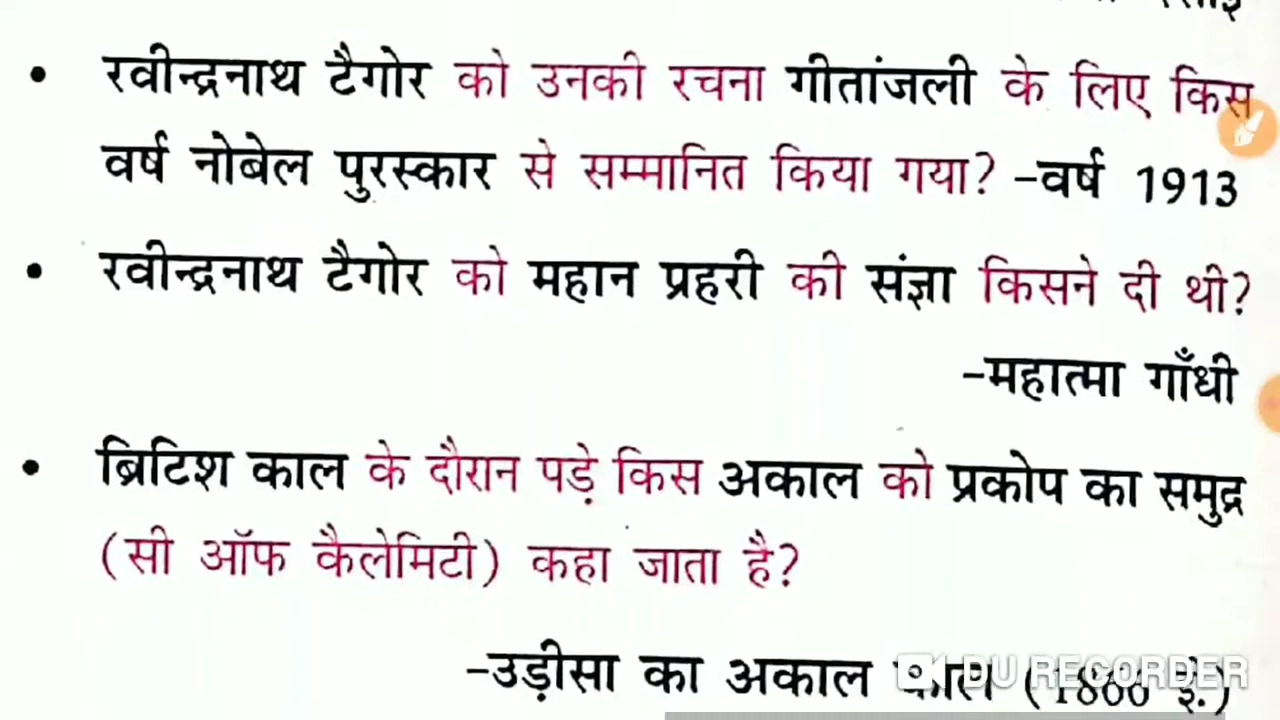 • रवीन्द्रनाथ टैगोर को उनकी रचना गीतांजली के लिए किस
वर्ष नोबेल पुरस्कार से सम्मानित किया गया? -वर्ष 1913
• रवीन्द्रनाथ टैगोर को महान प्रहरी की संज्ञा किसने दी थी?
-महात्मा गाँधी
• ब्रिटिश काल के दौरान पड़े किस अकाल को प्रकोप का समुद्र
(सी ऑफ कैलेमिटी) कहा जाता है?
-उड़ीसा का अकाल काल (1866 ई.)
DU RECORDER